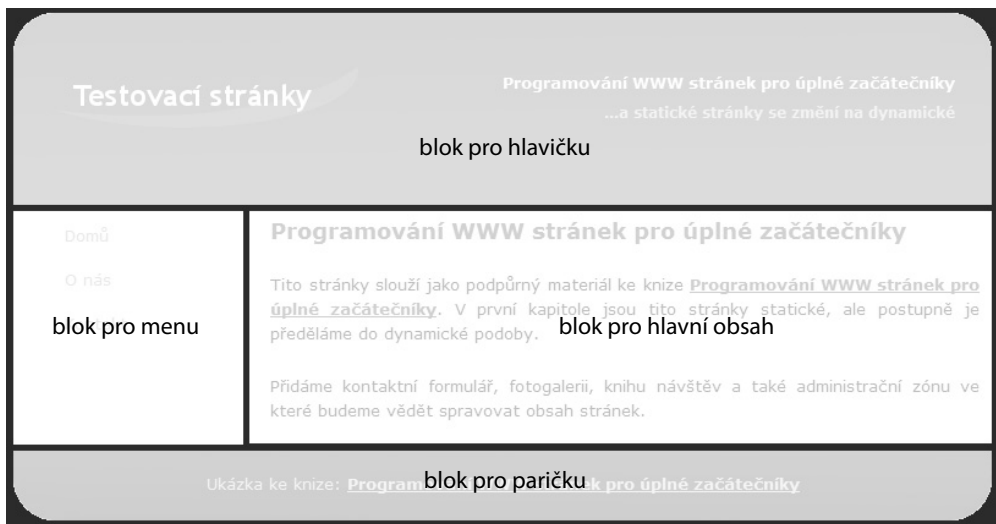 Testovací stránky
Programování WWW stránek pro úplné začátečníky
...a statické stránky se změní na dynamické
blok pro hlavičku
Domů
O nás
blok pro menu
Programování WWW stránek pro úplné začátečníky
Tito stránky slouží jako podpůrný materiál ke knize Programování WWW stránek pro
úplné začátečníky. V první kapitole jsou tito stránky statické, ale postupně je
předěláme do dynamické podoby.
blok pro hlavní obsah
Přidáme kontaktní formulář, fotogalerii, knihu návštěv a také administrační zónu ve
které budeme vědět spravovat obsah stránek.
Ukázka ke knize: pro úplné začátečníky
blok pro paričku